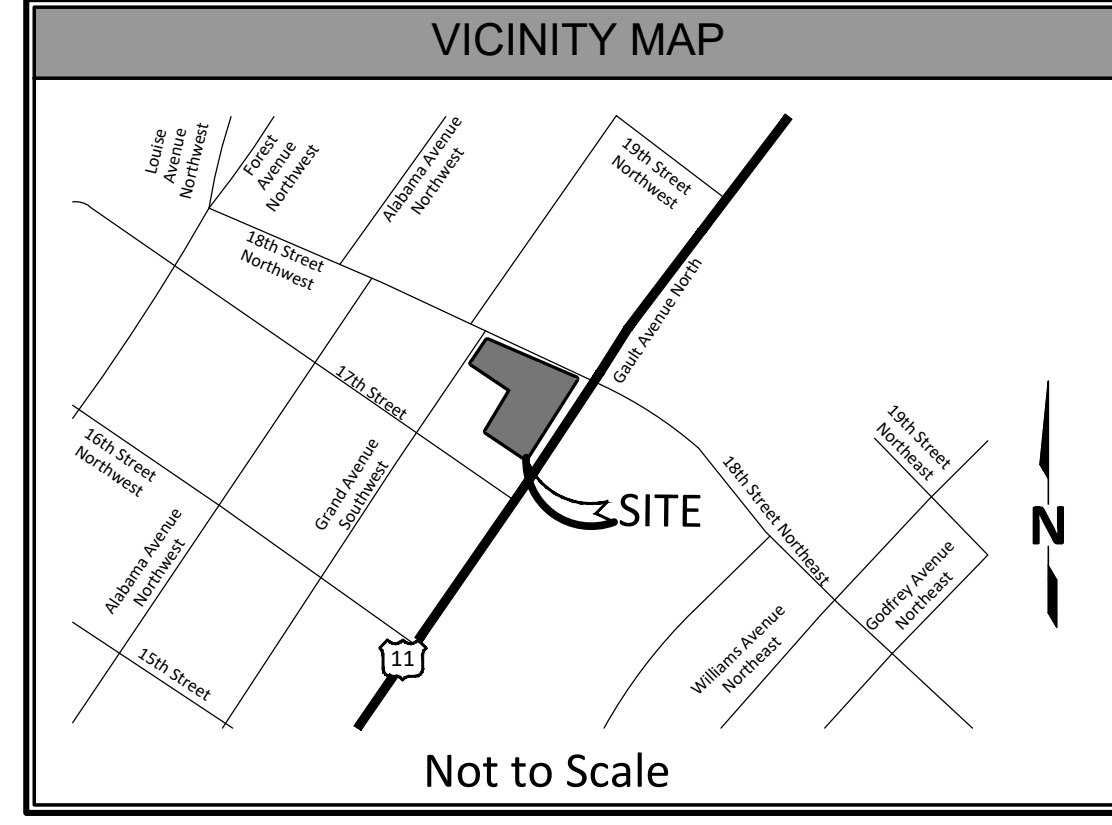 VICINITY MAP
Louise
Avenue
Northwest
Forest
Avenue
Northwest
Alabama Avenue
Northwest
19th Street
Northwest
18th Street
Northwest
Gault Avenue North
17th Street
16th Street
Northwest
Grand Avenue
Southwest
19th Street
Northeast
18th Street Northeast
SITE
N
Alabama Avenue
Northwest
Godfrey Avenue
Northeast
Williams Avenue
Northeast
15th Street
11
Not to Scale